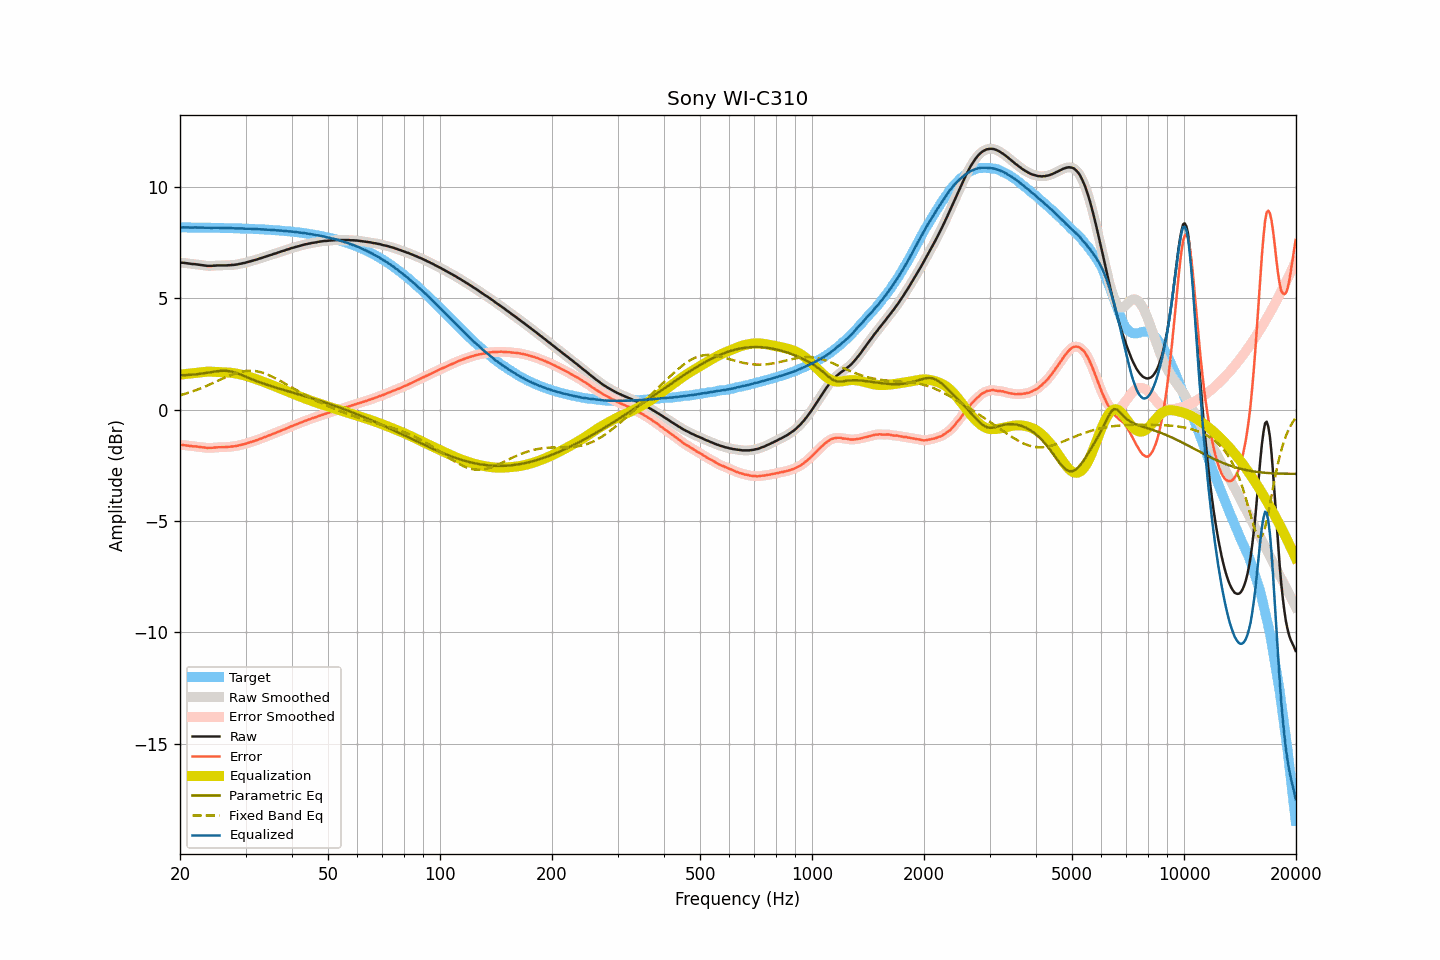 Sony WI-C310
Amplitude (dBr)
10
5
0
−5
−10
−15
Target
Raw Smoothed
Error Smoothed
Raw
Error
Equalization
Parametric Eq
Fixed Band Eq
Equalized
20 50 100 200 500 1000 2000 5000 10000 20000
Frequency (Hz)